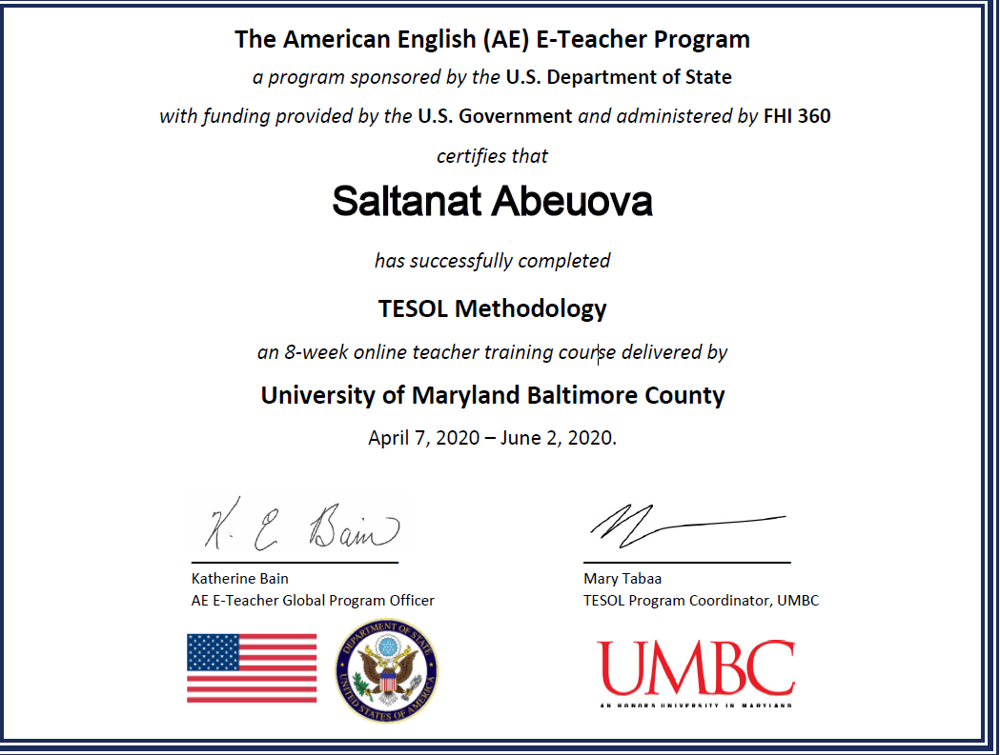 The American English (AE) E-Teacher Program
a program sponsored by the U.S. Department of State
with funding provided by the U.S. Government and administered by FHI 360
certifies that
Saltanat Abeuova
has successfully completed
TESOL Methodology
an 8-week online teacher training course delivered by
University of Maryland Baltimore County
April 7, 2020 – June 2, 2020.
K. E Bain
Katherine Bain
AE E-Teacher Global Program Officer
Mary Tabaa
TESOL Program Coordinator, UMBC
DEPARTMENT OF STATE
UNITED STATES OF AMERICA
UMBC
AN HONORS UNIVERSITY IN MARYLAND